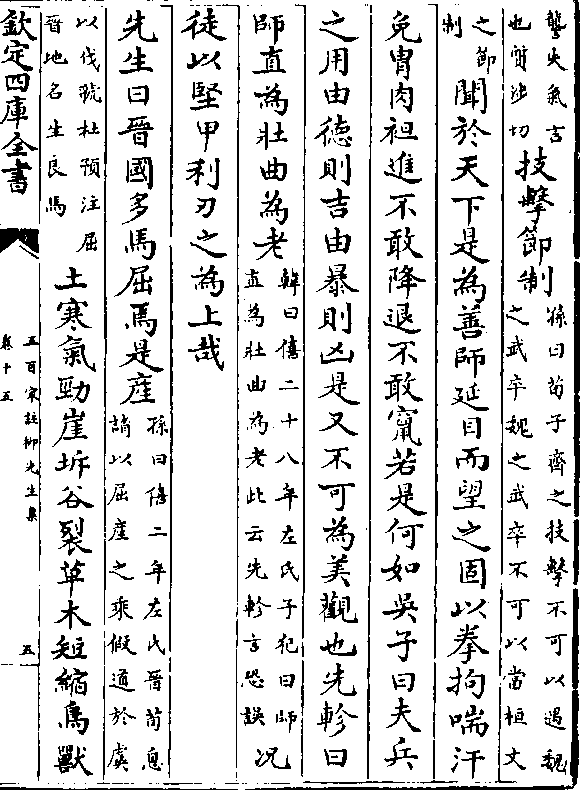 讋失氣言
也質涉切
技擊節制
孫曰荀子齊之技擊不可以遇魏
之武卒魏之武卒不可以當桓文
之節
制
聞於天下是為善師延目而望之固以拳拘喘汗
免胄肉袒進不敢降退不敢竄若是何如吳子曰夫兵
之用由德則吉由暴則凶是又不可為美觀也先軫曰
師直為壯曲為老
韓曰僖二十八年左氏子犯曰師
直為壯曲為老此云先軫言恐誤
況
徒以堅甲利刃之為上哉
先生曰晉國多馬屈焉是産
孫曰僖二年左氏晉荀息
請以屈産之乘假道於虞
以伐虢杜預注屈
晉地名生良馬
土寒氣勁崖坼谷裂草木短縮鳥獸
欽定四庫全書
五百家註柳先生集
卷十五
五